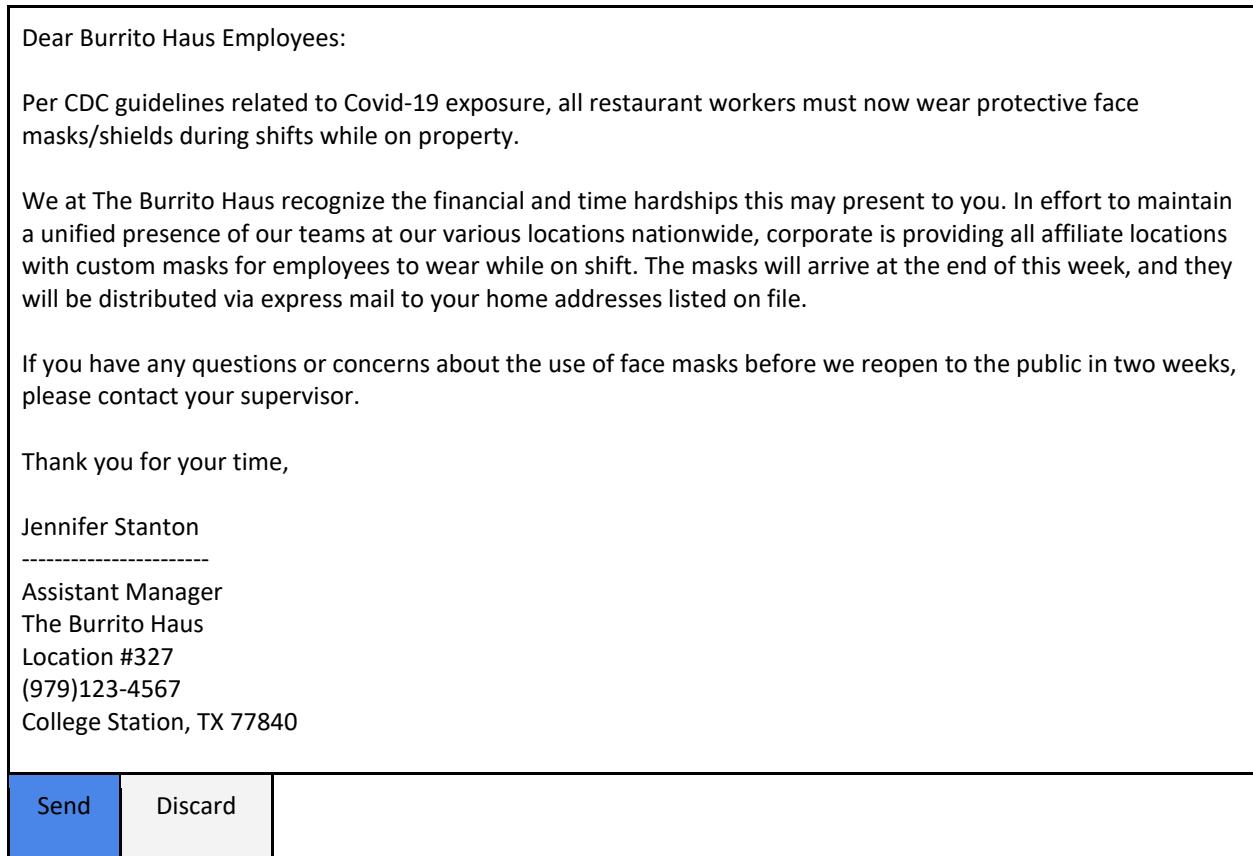 Dear Burrito Haus Employees:
Per CDC guidelines related to Covid-19 exposure, all restaurant workers must now wear protective face
masks/shields during shifts while on property.
We at The Burrito Haus recognize the financial and time hardships this may present to you. In effort to maintain
a unified presence of our teams at our various locations nationwide, corporate is providing all affiliate locations
with custom masks for employees to wear while on shift. The masks will arrive at the end of this week, and they
will be distributed via express mail to your home addresses listed on file.
If you have any questions or concerns about the use of face masks before we reopen to the public in two weeks,
please contact your supervisor.
Thank you for your time,
Jennifer Stanton
-----------------------
Assistant Manager
The Burrito Haus
Location #327
(979)123-4567
College Station, TX 77840
Send Discard